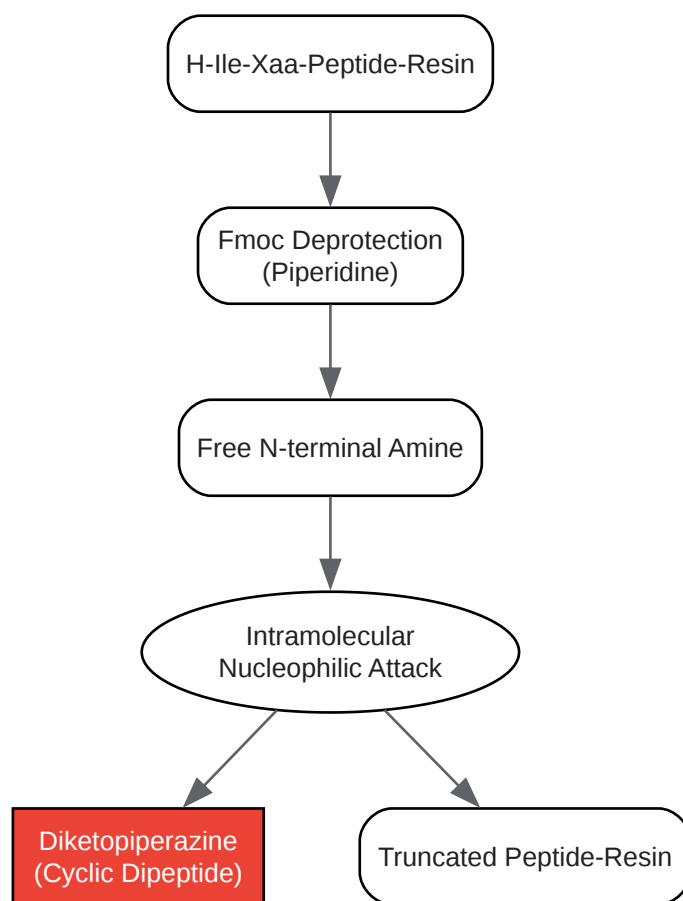 H-Ile-Xaa-Peptide-Resin
Fmoc Deprotection
(Piperidine)
Free N-terminal Amine
Intramolecular
Nucleophilic Attack
Diketopiperazine
(Cyclic Dipeptide)
Truncated Peptide-Resin